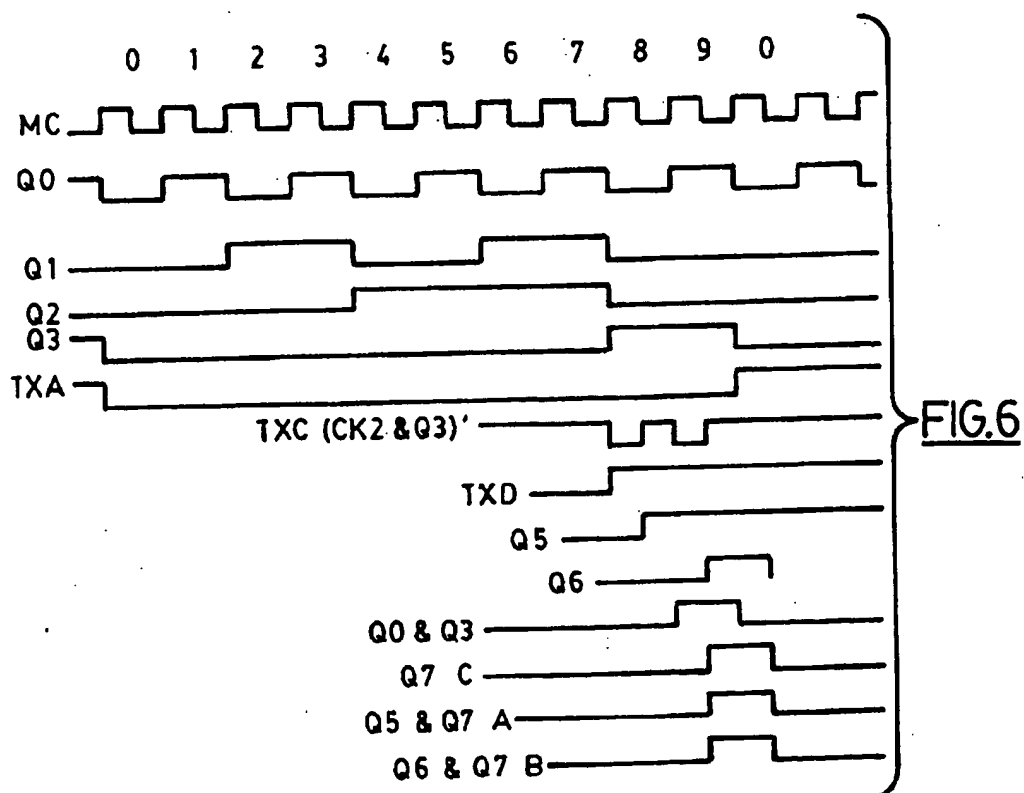 0 1 2 3 4 5 6 7 8 9 0
MC
Q0
Q1
Q2
Q3
TXA
TXC (CK2 & Q3)'
TXD
Q5
Q6
Q0 & Q3
Q7 C
Q5 & Q7 A
Q6 & Q7 B
FIG.6